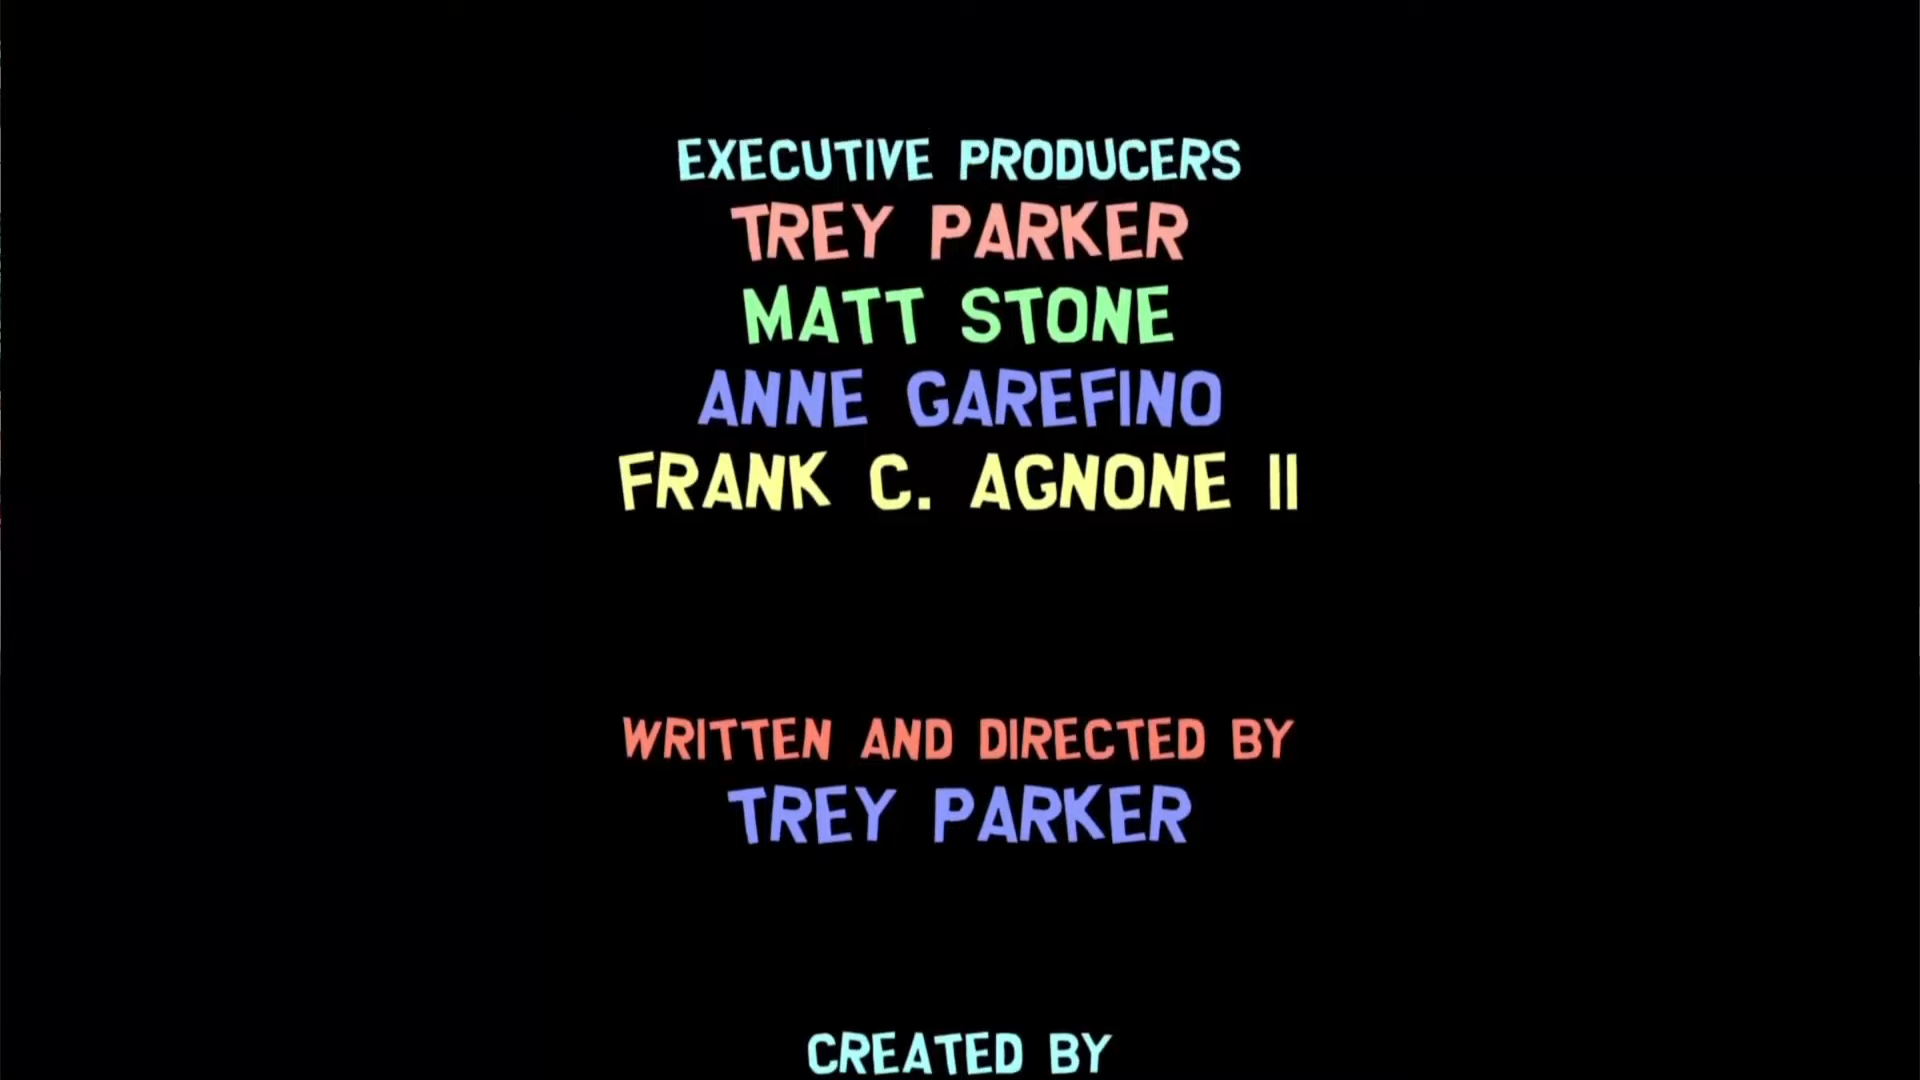 EXECUTIVE PRODUCERS
TREY PARKER
MATT STONE
ANNE GAREFINO
FRANK C. AGNONE II
WRITTEN AND DIRECTED BY
TREY PARKER
CREATED BY